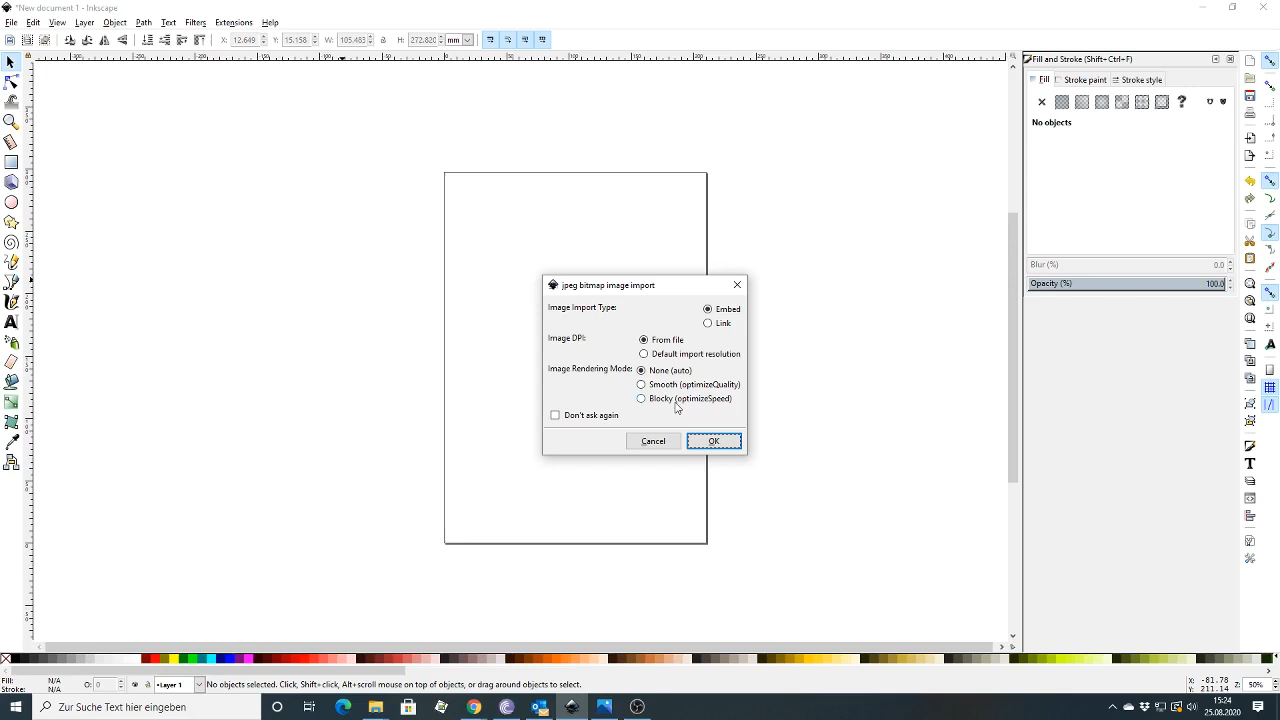 *New document 1 - Inkscape
File Edit View Layer Object Path Text Filters Extensions Help
X: 12.649 Y: 15.158 W: 105.483 H: 272.820 mm
Fill and Stroke (Shift+Ctrl+F)
Fill Stroke paint Stroke style
No objects
Blur (%) 0.0
Opacity (%) 100.0
jpeg bitmap image import
Image Import Type: Embed
Link
Image DPI: From file
Default import resolution
Image Rendering Mode: None (auto)
Smooth (optimizeQuality)
Blocky (optimizeSpeed)
Don't ask again
Cancel OK
Fill: N/A
Stroke: N/A
O: 0
•Layer 1
No objects selected. Click, Shift+click, Alt+scroll mouse on top of objects, or drag around objects to select.
X: -81.78
Y: 211.14
Z: 50%
Zur Suche Text hier eingeben
15:24
25.08.2020